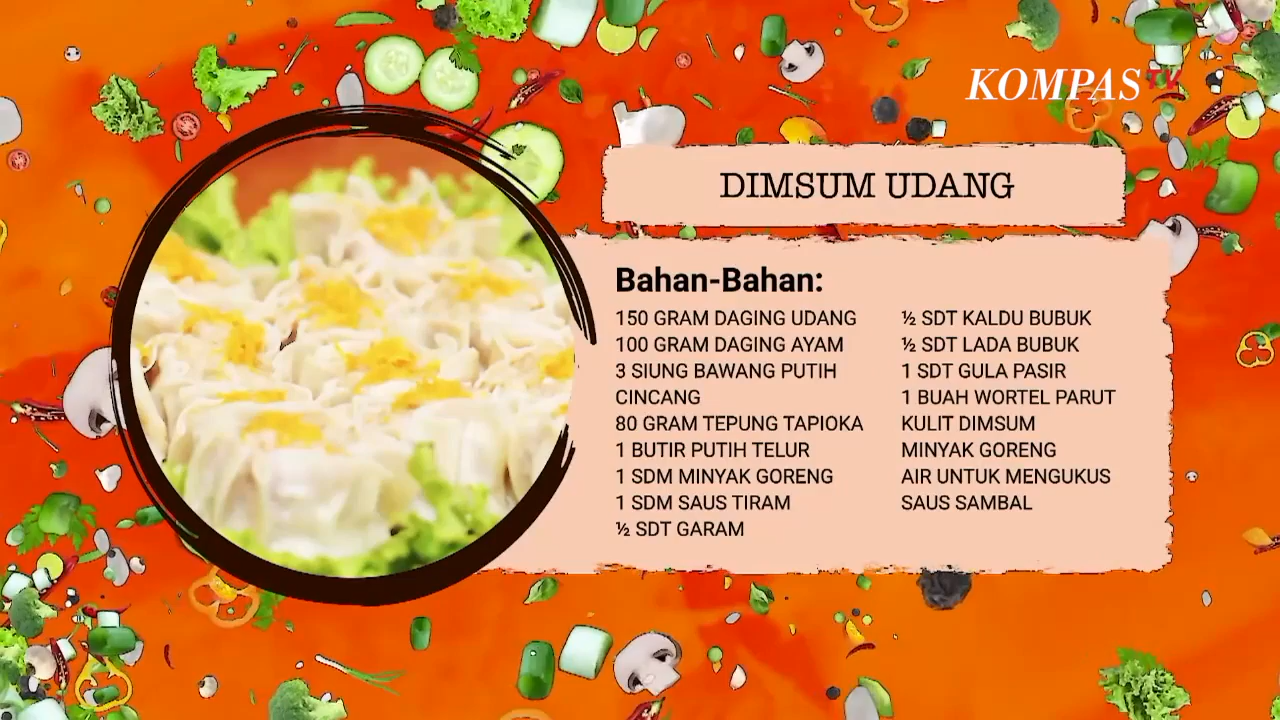 KOMPAS TV
DIMSUM UDANG
Bahan-Bahan:
150 GRAM DAGING UDANG
100 GRAM DAGING AYAM
3 SIUNG BAWANG PUTIH
CINCANG
80 GRAM TEPUNG TAPIOKA
1 BUTIR PUTIH TELUR
1 SDM MINYAK GORENG
1 SDM SAUS TIRAM
½ SDT GARAM
½ SDT KALDU BUBUK
½ SDT LADA BUBUK
1 SDT GULA PASIR
1 BUAH WORTEL PARUT
KULIT DIMSUM
MINYAK GORENG
AIR UNTUK MENGUKUS
SAUS SAMBAL